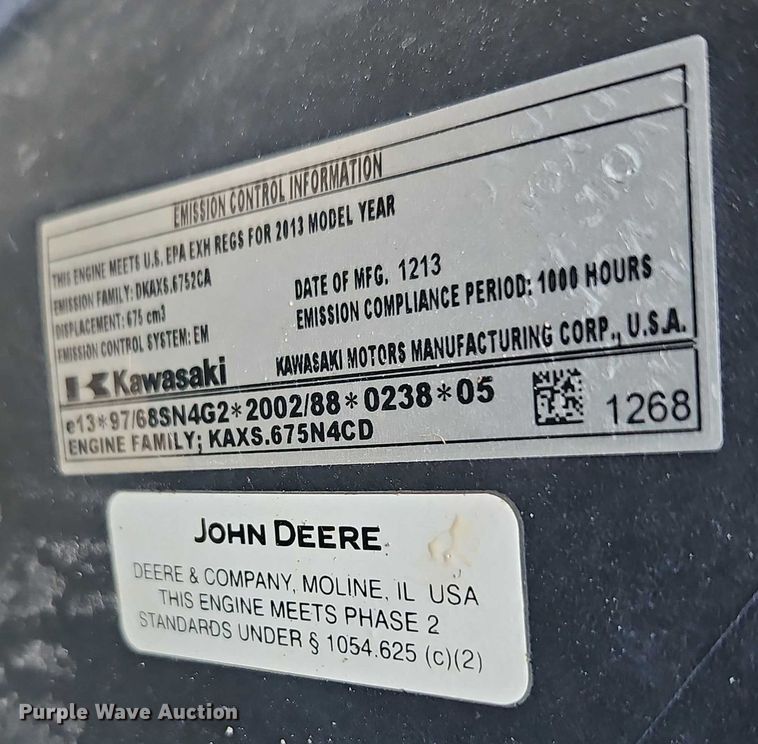 EMISSION CONTROL INFORMATION
THIS ENGINE MEETS U.S. EPA EXH REGS FOR 2013 MODEL YEAR
EMISSION FAMILY: DKAXS.6752CA
DATE OF MFG. 1213
DISPLACEMENT: 675 cm3
EMISSION COMPLIANCE PERIOD: 1000 HOURS
EMISSION CONTROL SYSTEM: EM
Kawasaki
KAWASAKI MOTORS MANUFACTURING CORP., U.S.A.
e13*97/68SN4G2*2002/88*0238*05
1268
ENGINE FAMILY; KAXS.675N4CD
JOHN DEERE
DEERE & COMPANY, MOLINE, IL USA
THIS ENGINE MEETS PHASE 2
STANDARDS UNDER § 1054.625 (c)(2)
Purple Wave Auction